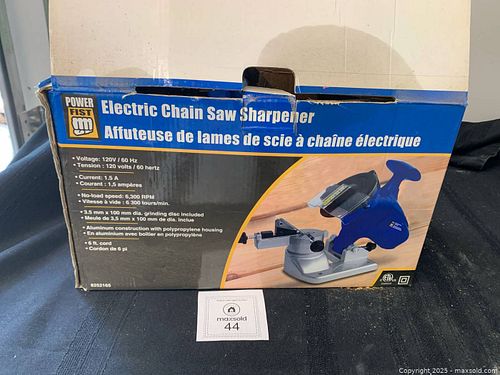 POWER
FIST
Electric Chain Saw Sharpener
Affuteuse de lames de scie à chaîne électrique
• Voltage: 120V / 60 Hz
• Tension : 120 volts / 60 hertz
• Current: 1.5 A
• Courant : 1,5 ampères
• No-load speed: 6,300 RPM
• Vitesse à vide : 6 300 tours/min.
• 3.5 mm x 100 mm dia. grinding disc included
• Meule de 3,5 mm x 100 mm de dia. inclus
• Aluminum construction with polypropylene housing
• En aluminium avec boîtier en polypropylène
• 6 ft. cord
• Cordon de 6 pi
8252165
maxsold
44
Copyright 2025 - maxsold.com